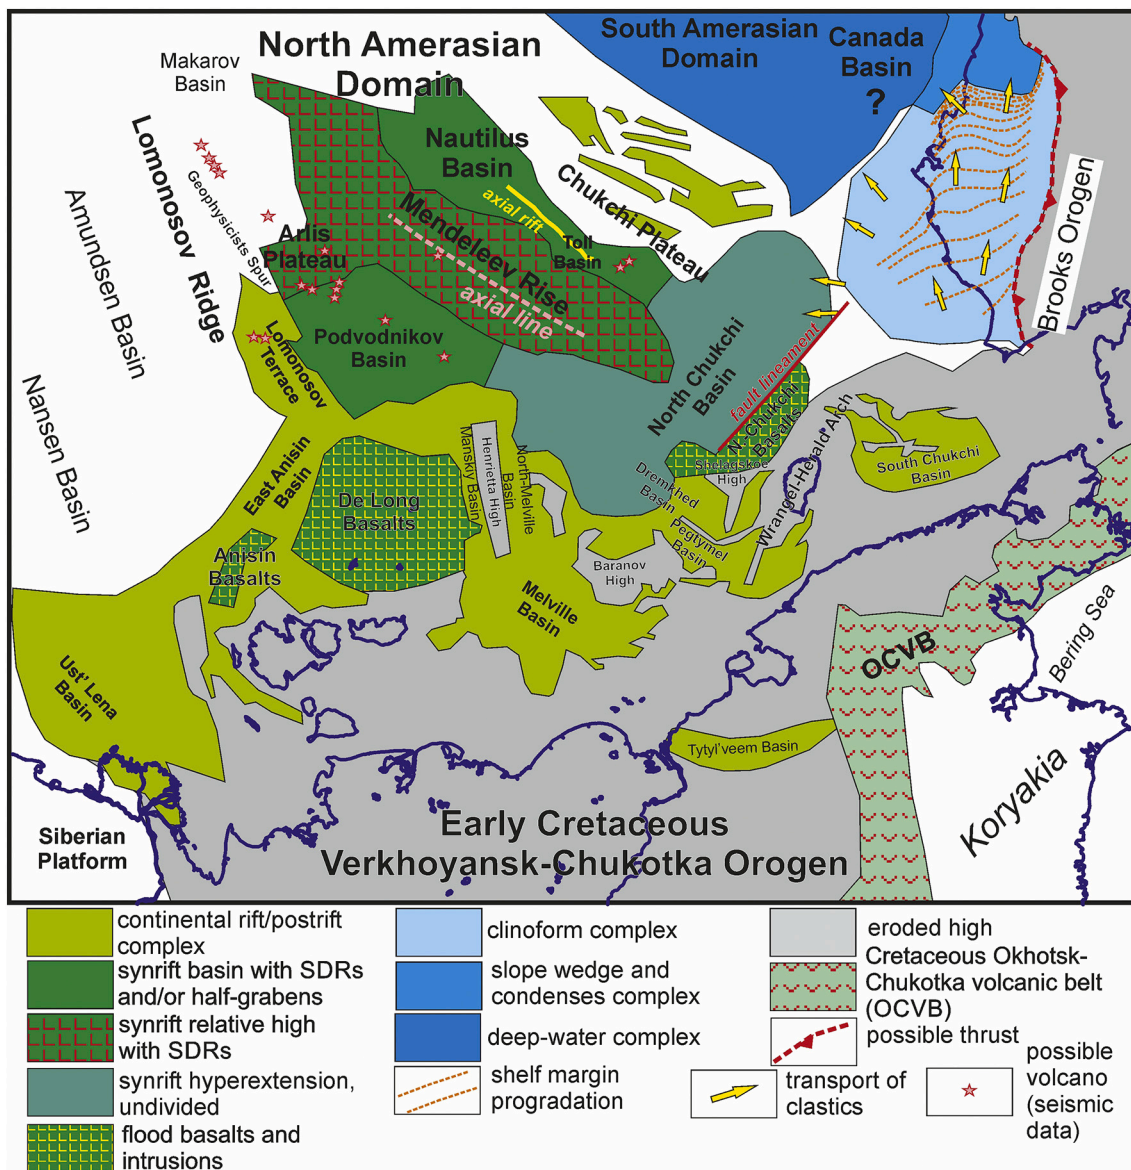 North Amerasian
Domain
South Amerasian
Domain
Canada
Basin
?
Makarov
Basin
Nautilus
Basin
Lomonosov Ridge
Geophysicists Spur
Amundsen Basin
Nansen Basin
axial rift
Toll
Basin
Chukchi Plateau
Arlis
Plateau
Mendeleev Rise
axial line
Brooks Orogen
Podvodnikov
Basin
Lomonosov
Terrace
North Chukchi
Basin
fault lineament
N. Chukchi
Basalts
Shelagskoe
High
Wrangel-Herald Arch
South Chukchi
Basin
East Anisin
Basin
De Long
Basalts
Manskiy Basin
Henrietta High
North-Melville
Basin
Dremkhed
Basin
Pegtymel
Basin
Anisin
Basalts
Baranov
High
Melville
Basin
Ust' Lena
Basin
OCVB
Bering Sea
Tytyl'veem Basin
Koryakia
Siberian
Platform
Early Cretaceous
Verkhoyansk-Chukotka Orogen
continental rift/postrift
complex
synrift basin with SDRs
and/or half-grabens
synrift relative high
with SDRs
synrift hyperextension,
undivided
flood basalts and
intrusions
clinoform complex
slope wedge and
condenses complex
deep-water complex
shelf margin
progradation
eroded high
Cretaceous Okhotsk-
Chukotka volcanic belt
(OCVB)
possible thrust
transport of
clastics
possible
volcano
(seismic
data)